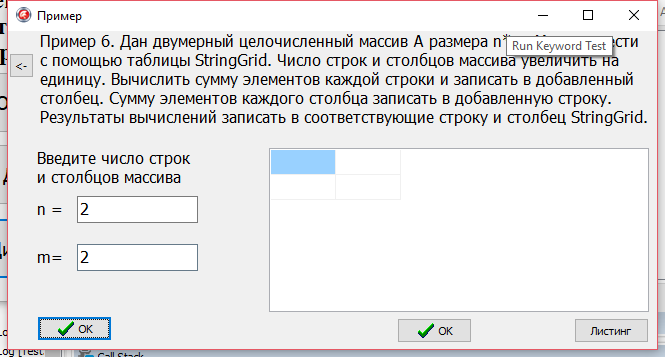 Пример
Пример 6. Дан двумерный целочисленный массив А размера n*
Run Keyword Test
с помощью таблицы StringGrid. Число строк и столбцов массива увеличить на
<-
единицу. Вычислить сумму элементов каждой строки и записать в добавленный
столбец. Сумму элементов каждого столбца записать в добавленную строку.
Результаты вычислений записать в соответствующие строку и столбец StringGrid.
Введите число строк
и столбцов массива
n = 2
m= 2
OK
OK
Листинг
Log [Test
Call Stack